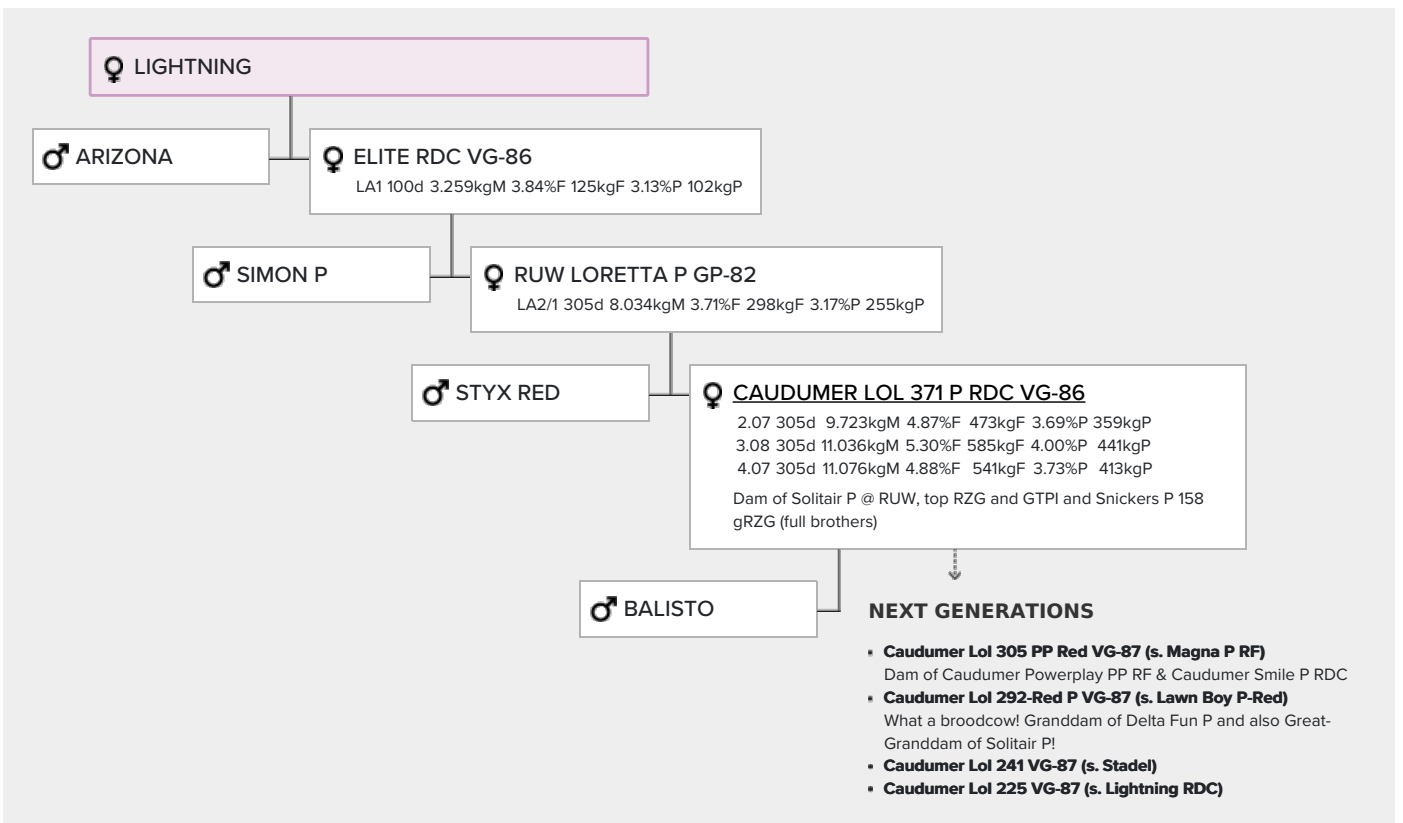 LIGHTNING
ARIZONA
ELITE RDC VG-86
LA1 100d 3.259kgM 3.84%F 125kgF 3.13%P 102kgP
SIMON P
RUW LORETTA P GP-82
LA2/1 305d 8.034kgM 3.71%F 298kgF 3.17%P 255kgP
STYX RED
CAUDUMER LOL 371 P RDC VG-86
2.07 305d 9.723kgM 4.87%F 473kgF 3.69%P 359kgP
3.08 305d 11.036kgM 5.30%F 585kgF 4.00%P 441kgP
4.07 305d 11.076kgM 4.88%F 541kgF 3.73%P 413kgP
Dam of Solitair P @ RUW, top RZG and GTPI and Snickers P 158
gRZG (full brothers)
BALISTO
NEXT GENERATIONS
Caudumer Lol 305 PP Red VG-87 (s. Magna P RF)
Dam of Caudumer Powerplay PP RF & Caudumer Smile P RDC
Caudumer Lol 292-Red P VG-87 (s. Lawn Boy P-Red)
What a broodcow! Granddam of Delta Fun P and also Great-
Granddam of Solitair P!
Caudumer Lol 241 VG-87 (s. Stadel)
Caudumer Lol 225 VG-87 (s. Lightning RDC)